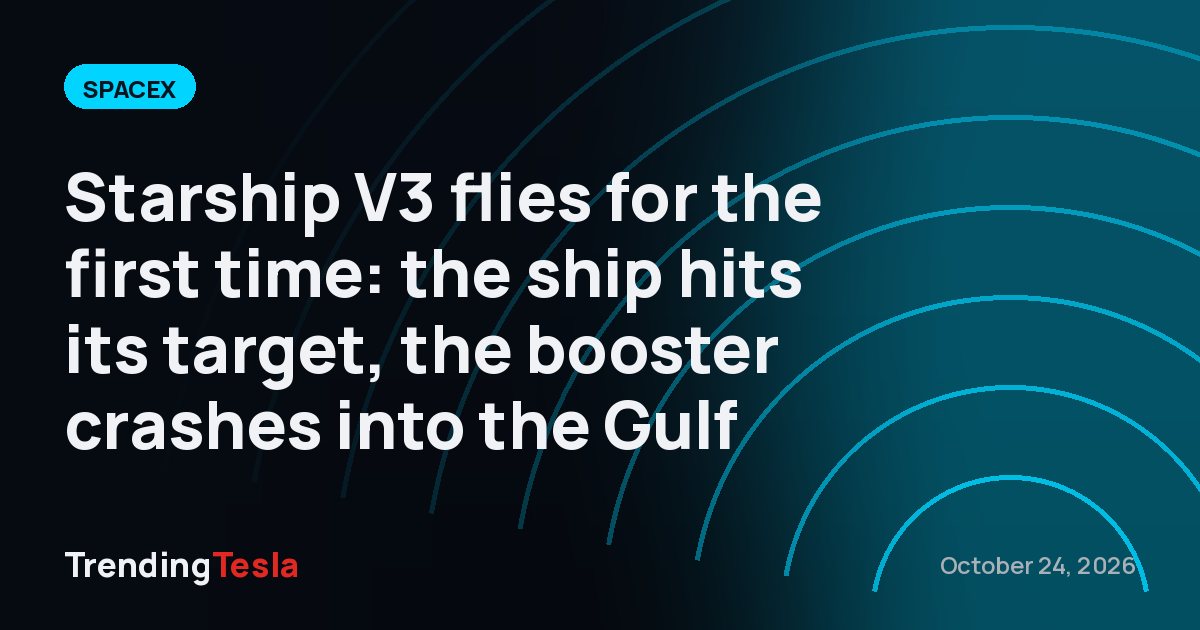 SPACEX
Starship V3 flies for the
first time: the ship hits
its target, the booster
crashes into the Gulf
TrendingTesla
October 24, 2026